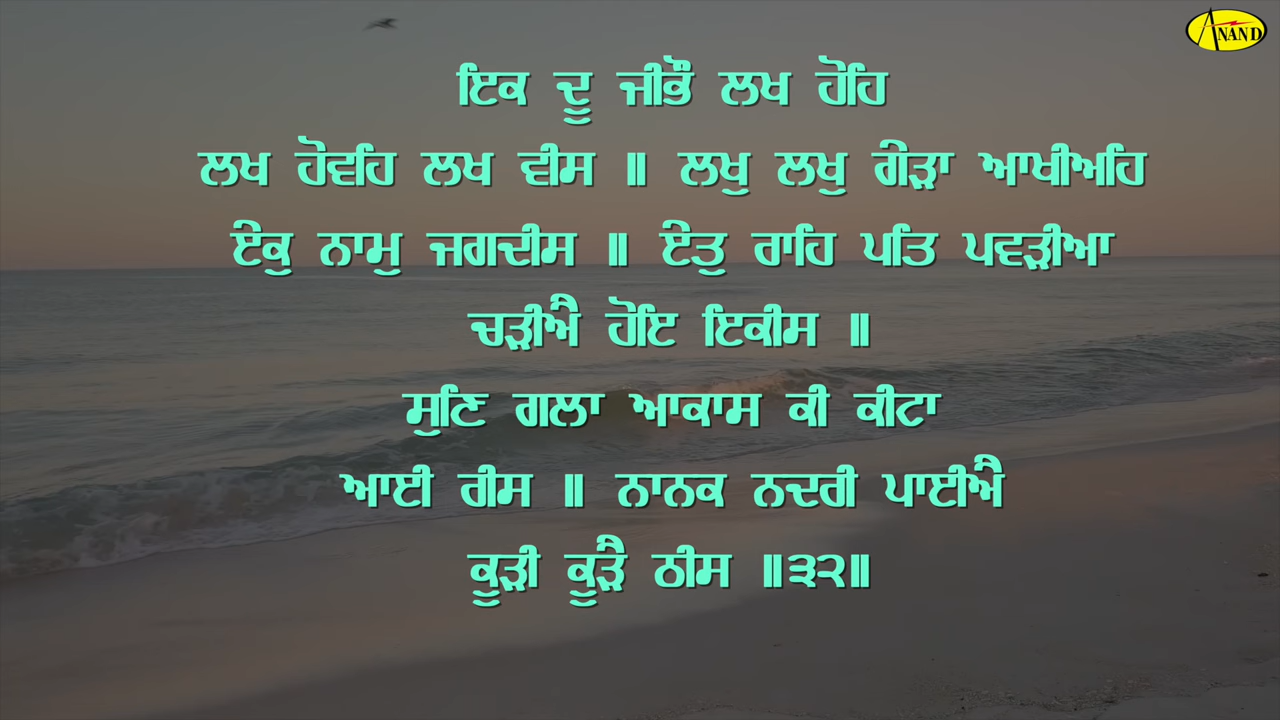 ANAND
ਇਕ ਦੂ ਜੀਭੌ ਲਖ ਹੋਹਿ
ਲਖ ਹੋਵਹਿ ਲਖ ਵੀਸ ॥ ਲਖੁ ਲਖੁ ਗੇੜਾ ਆਖੀਅਹਿ
ਏਕੁ ਨਾਮੁ ਜਗਦੀਸ ॥ ਏਤੁ ਰਾਹਿ ਪਤਿ ਪਵੜੀਆ
ਚੜੀਐ ਹੋਇ ਇਕੀਸ ॥
ਸੁਣਿ ਗਲਾ ਆਕਾਸ ਕੀ ਕੀਟਾ
ਆਈ ਰੀਸ ॥ ਨਾਨਕ ਨਦਰੀ ਪਾਈਐ
ਕੂੜੀ ਕੂੜੈ ਠੀਸ ॥੩੨॥